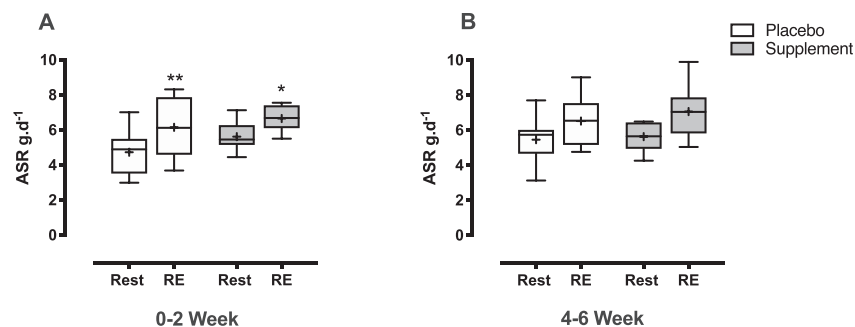 A
B
Placebo
Supplement
10
8
6
4
2
0
ASR g.d⁻¹
**
*
Rest RE Rest RE
0-2 Week
10
8
6
4
2
0
ASR g.d⁻¹
Rest RE Rest RE
4-6 Week